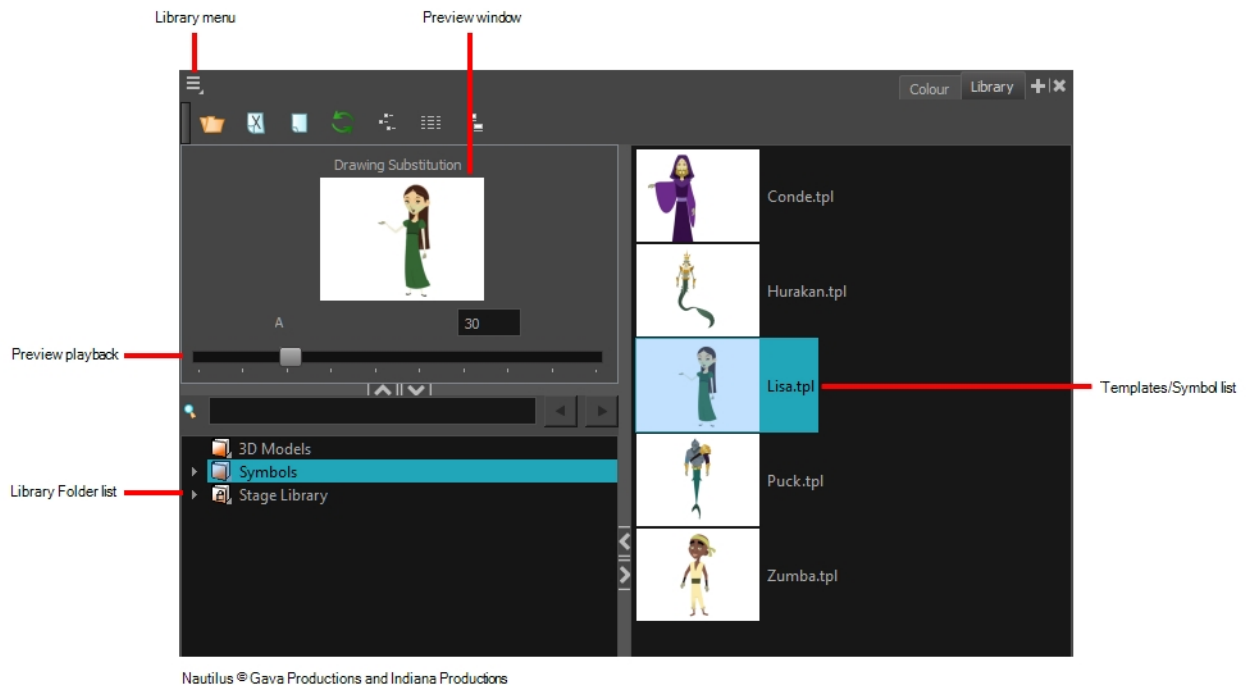 Library menu
Preview window
Colour
Library
Drawing Substitution
A
30
Preview playback
3D Models
Symbols
Stage Library
Library Folder list
Conde.tpl
Hurakan.tpl
Lisa.tpl
Puck.tpl
Zumba.tpl
Templates/Symbol list
Nautilus © Gava Productions and Indiana Productions